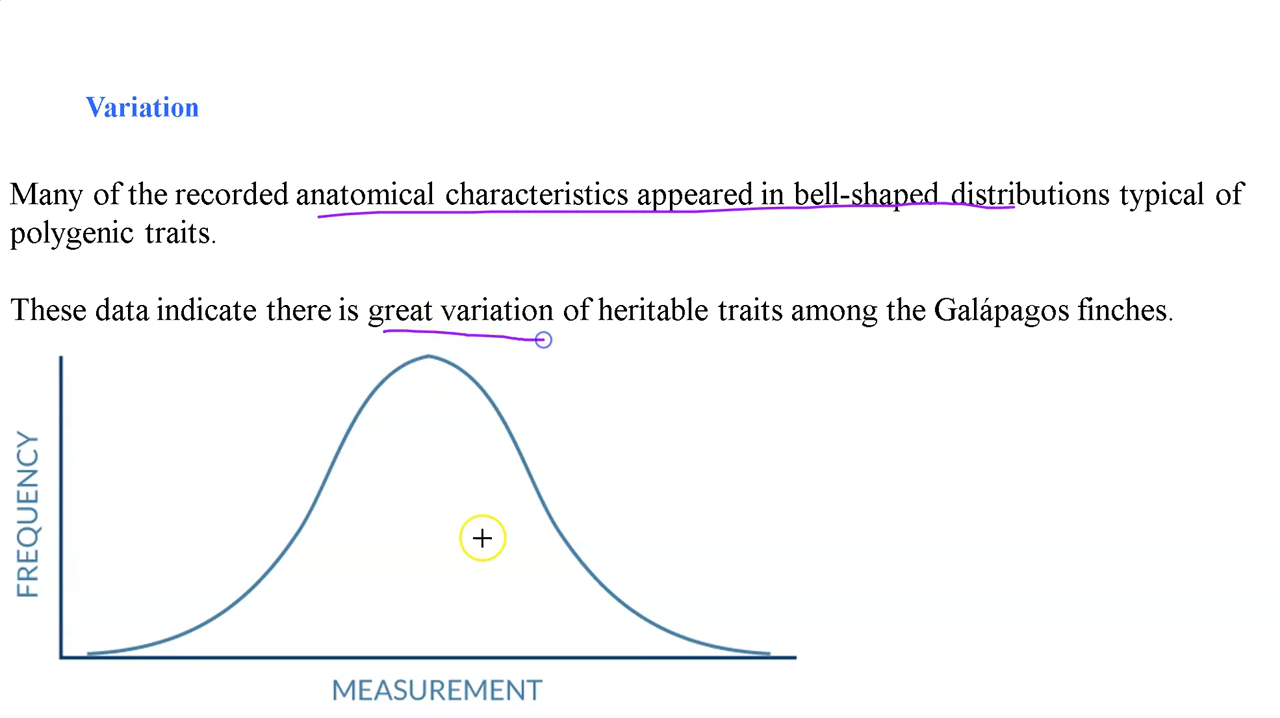 Variation
Many of the recorded anatomical characteristics appeared in bell-shaped distributions typical of
polygenic traits.
These data indicate there is great variation of heritable traits among the Galápagos finches.
FREQUENCY
MEASUREMENT